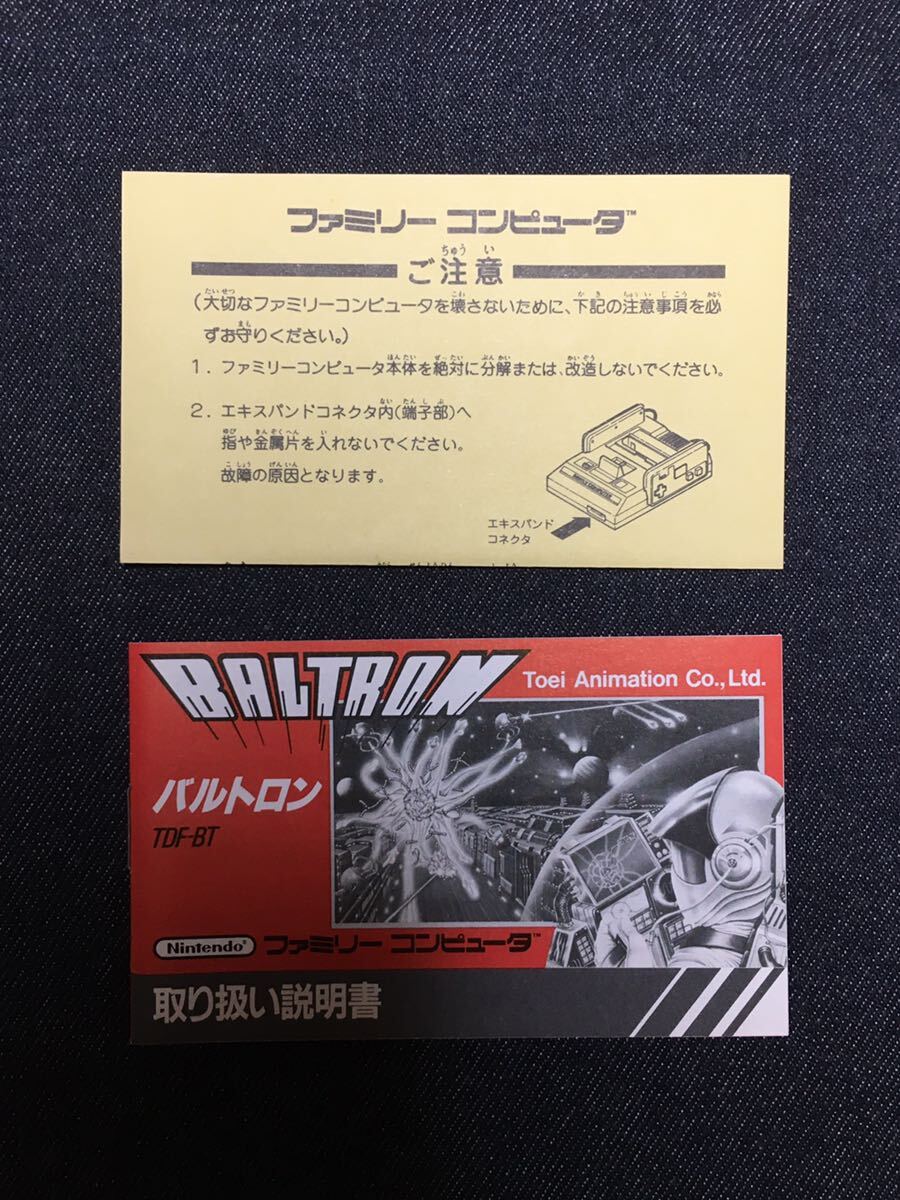 ファミリー コンピュータ™
ご注意
(大切なファミリーコンピュータを壊さないために、下記の注意事項を必
ずお守りください。)
1. ファミリーコンピュータ本体を絶対に分解または、改造しないでください。
2. エキスパンドコネクタ内(端子部)へ
指や金属片を入れないでください。
故障の原因となります。
エキスパンド
コネクタ
BALTRON
Toei Animation Co., Ltd.
バルトロン
TDF-BT
Nintendo® ファミリー コンピュータ™
取り扱い説明書